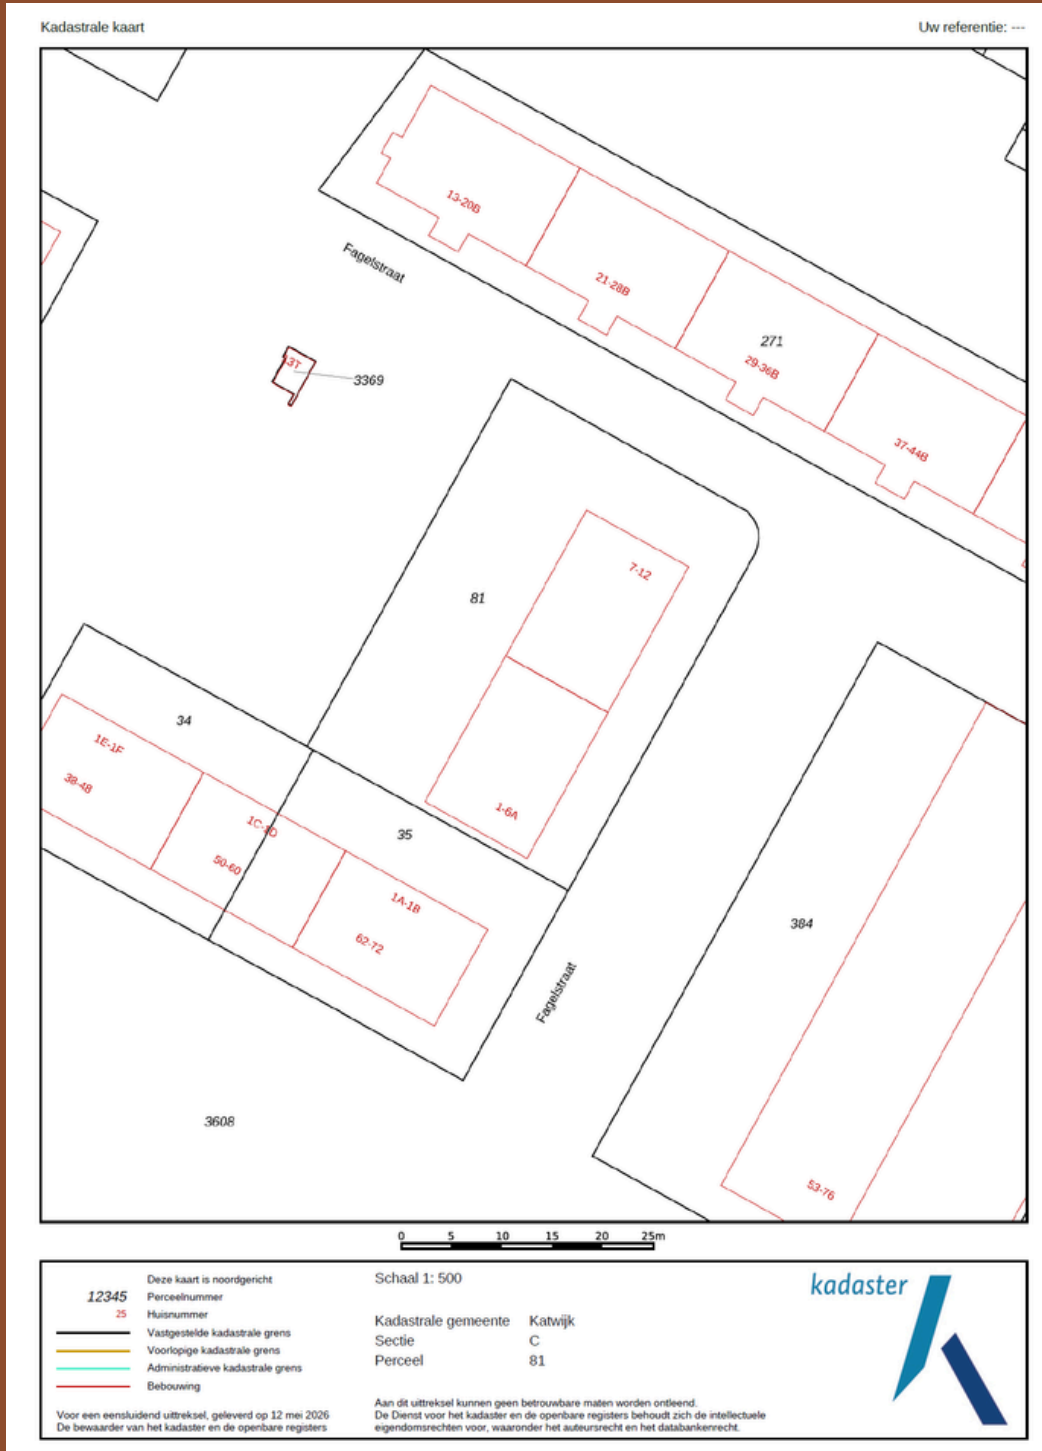 Kadastrale kaart
Uw referentie: ---
13-20B
Fagelstraat
21-28B
271
29-36B
3369
37-44B
7-12
81
34
1E-1F
38-48
1-6A
35
50-60
1A-1B
62-72
384
Fagelstraat
3608
53-76
0 5 10 15 20 25m
Deze kaart is noordgericht
12345 Perceelnummer
25 Huisnummer
Vastgestelde kadastrale grens
Voorlopige kadastrale grens
Administratieve kadastrale grens
Bebouwing
Voor een eensluidend uittreksel, geleverd op 12 mei 2026
De bewaarder van het kadaster en de openbare registers
Schaal 1: 500
Kadastrale gemeente Katwijk
Sectie C
Perceel 81
Aan dit uittreksel kunnen geen betrouwbare maten worden ontleend.
De Dienst voor het kadaster en de openbare registers behoudt zich de intellectuele
eigendomsrechten voor, waaronder het auteursrecht en het databankenrecht.
kadaster